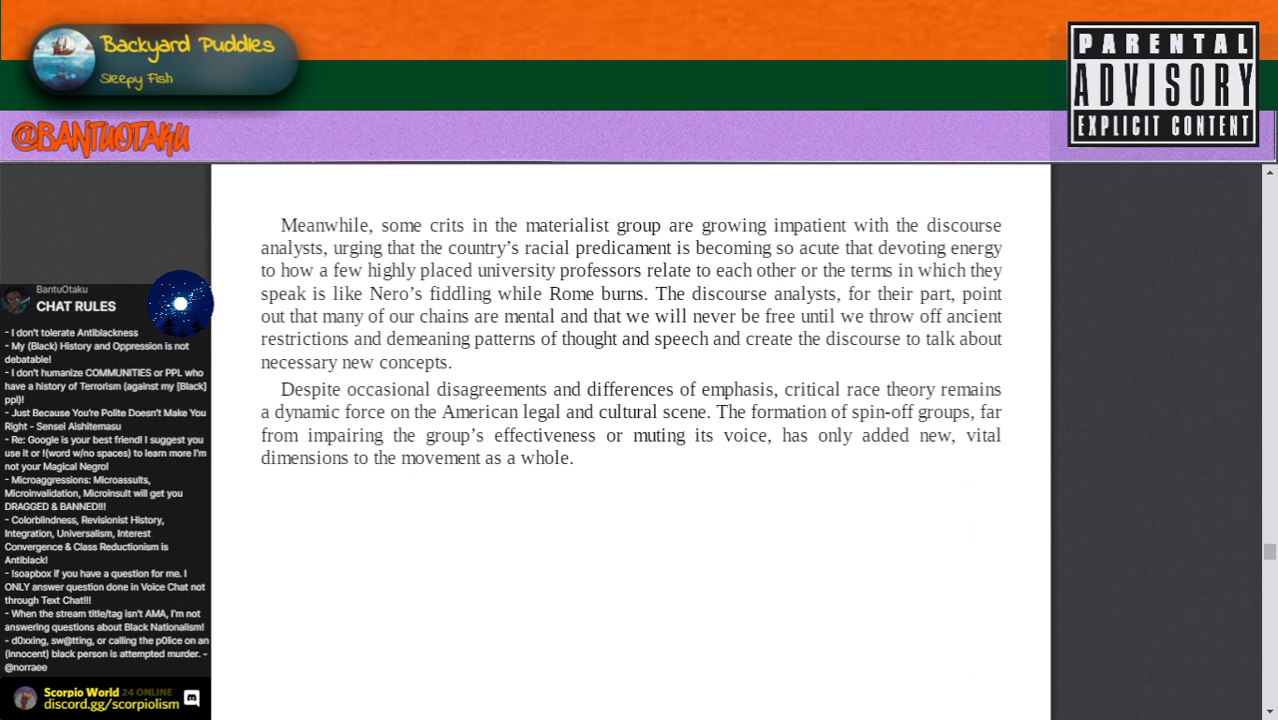 Backyard Puddles
Sleepy Fish
PARENTAL
ADVISORY
EXPLICIT CONTENT
@BANTUOTAKU
Meanwhile, some crits in the materialist group are growing impatient with the discourse
analysts, urging that the country's racial predicament is becoming so acute that devoting energy
to how a few highly placed university professors relate to each other or the terms in which they
speak is like Nero's fiddling while Rome burns. The discourse analysts, for their part, point
out that many of our chains are mental and that we will never be free until we throw off ancient
restrictions and demeaning patterns of thought and speech and create the discourse to talk about
necessary new concepts.
Despite occasional disagreements and differences of emphasis, critical race theory remains
a dynamic force on the American legal and cultural scene. The formation of spin-off groups, far
from impairing the group's effectiveness or muting its voice, has only added new, vital
dimensions to the movement as a whole.
BantuOtaku
CHAT RULES
- I don't tolerate Antiblackness
- My (Black) History and Oppression is not
debatable!
- I don't humanize COMMUNITIES or PPL who
have a history of Terrorism (against my [Black]
ppl)!
- Just Because You're Polite Doesn't Make You
Right - Sensei Aishitemasu
- Re: Google is your best friend! I suggest you
use it or !(word w/no spaces) to learn more I'm
not your Magical Negro!
- Microaggressions: Microassults,
Microinvalidation, Microinsult will get you
DRAGGED & BANNED!!!
- Colorblindness, Revisionist History,
Integration, Universalism, Interest
Convergence & Class Reductionism is
Antiblack!
- !soapbox if you have a question for me. I
ONLY answer question done in Voice Chat not
through Text Chat!!!
- When the stream title/tag isn't AMA, I'm not
answering questions about Black Nationalism!
- d0xxing, sw@tting, or calling the p0lice on an
(innocent) black person is attempted murder. -
@norraee
Scorpio World 24 ONLINE
discord.gg/scorpiolism